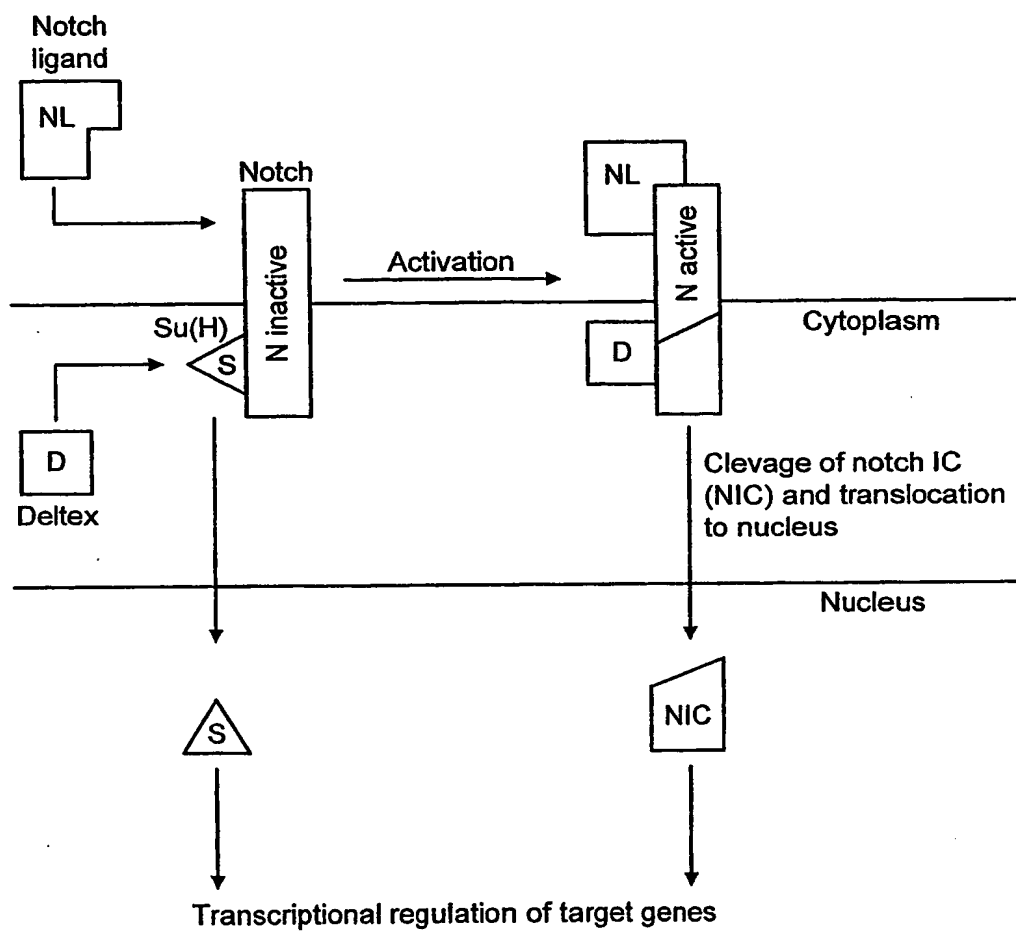 Notch
ligand
NL
Notch
N inactive
Activation
NL
N active
Cytoplasm
Su(H)
S
D
D
Deltex
Clevage of notch IC
(NIC) and translocation
to nucleus
Nucleus
S
NIC
Transcriptional regulation of target genes